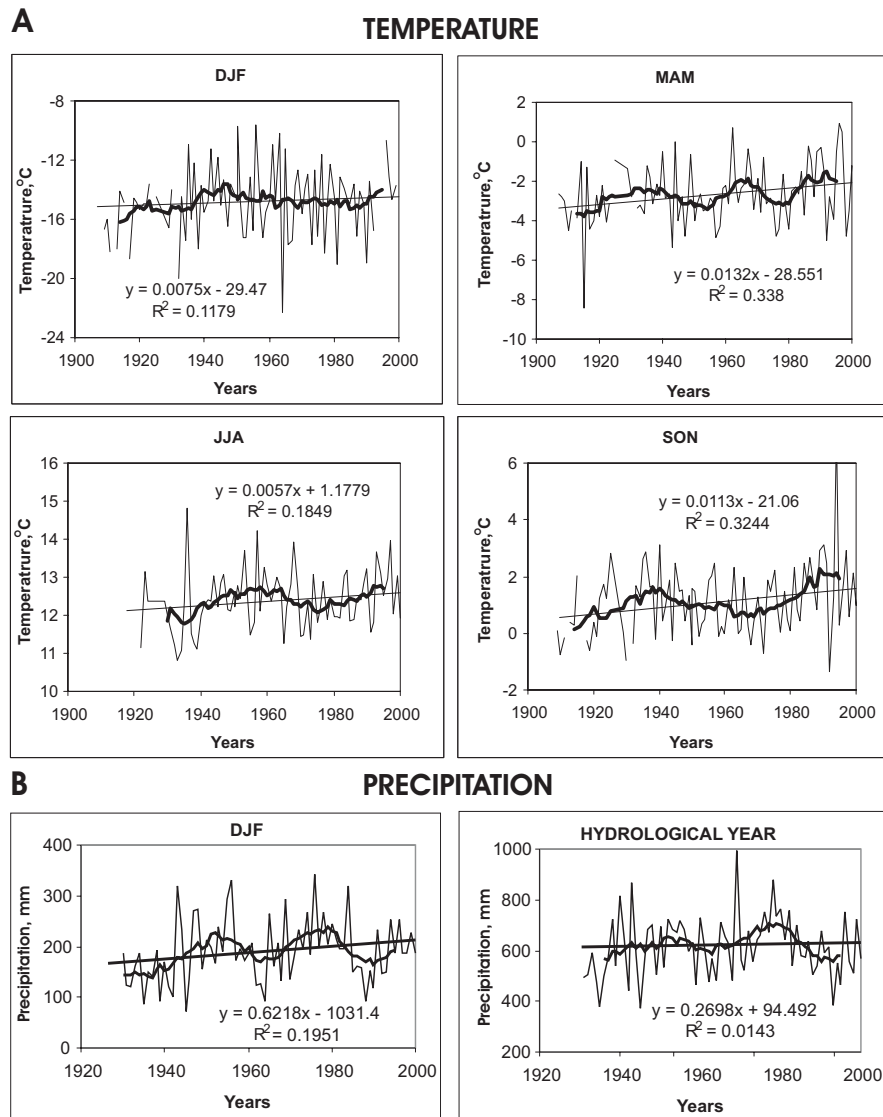 A
TEMPERATURE
DJF
-8
-12
-16
-20
-24
Temperatrure,°C
y = 0.0075x - 29.47
R² = 0.1179
1900 1920 1940 1960 1980 2000
Years
MAM
2
0
-2
-4
-6
-8
-10
Temperatrure,°C
y = 0.0132x - 28.551
R² = 0.338
1900 1920 1940 1960 1980 2000
Years
JJA
16
15
14
13
12
11
10
Temperatrure,°C
y = 0.0057x + 1.1779
R² = 0.1849
1900 1920 1940 1960 1980 2000
Years
SON
6
4
2
0
-2
Temperatrure,°C
y = 0.0113x - 21.06
R² = 0.3244
1900 1920 1940 1960 1980 2000
Years
B
PRECIPITATION
DJF
400
300
200
100
0
Precipitation, mm
y = 0.6218x - 1031.4
R² = 0.1951
1920 1940 1960 1980 2000
Years
HYDROLOGICAL YEAR
1000
800
600
400
200
Precipitation, mm
y = 0.2698x + 94.492
R² = 0.0143
1920 1940 1960 1980 2000
Years